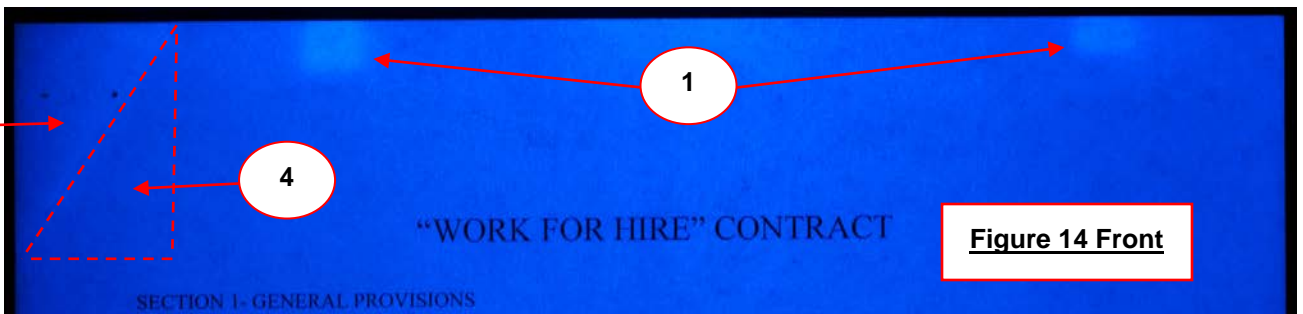 1
4
“WORK FOR HIRE” CONTRACT
Figure 14 Front
SECTION 1- GENERAL PROVISIONS